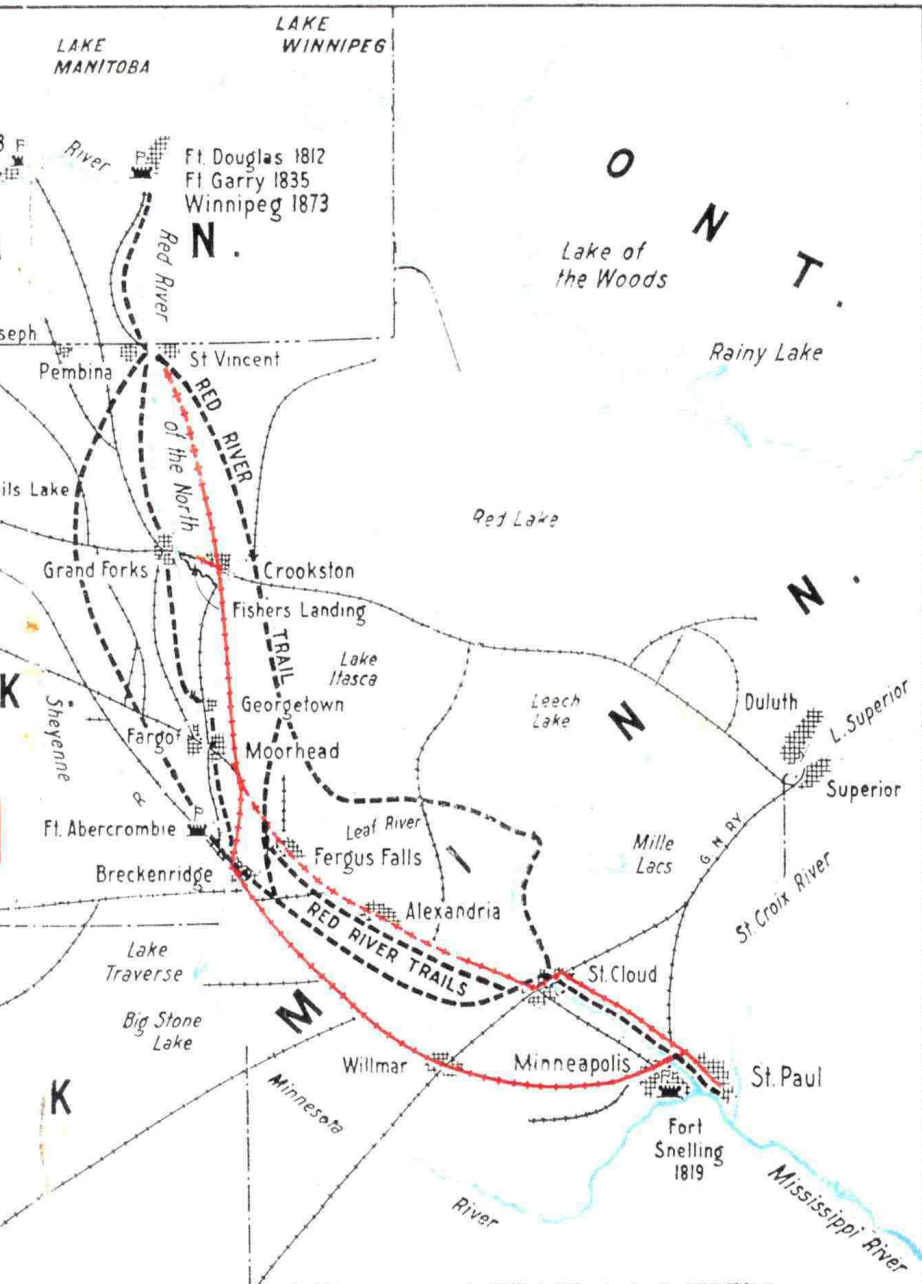 LAKE
MANITOBA
LAKE
WINNIPEG
River
Ft. Douglas 1812
Ft Garry 1835
Winnipeg 1873
N.
Red River
of the North
O N T.
Lake of
the Woods
Rainy Lake
seph
Pembina
St Vincent
RED RIVER TRAIL
ils Lake
Red Lake
Grand Forks
Crookston
Fishers Landing
Lake
Itasca
Georgetown
Leech
Lake
Duluth
L. Superior
K
Sheyenne
R
Fargo
Moorhead
Superior
Ft. Abercrombie
Leaf River
Fergus Falls
Mille
Lacs
G. N. RY
St. Croix River
Breckenridge
Alexandria
RED RIVER TRAILS
Lake
Traverse
St. Cloud
M I N N.
Big Stone
Lake
Willmar
Minneapolis
St. Paul
K
Minnesota
River
Fort
Snelling
1819
Mississippi River